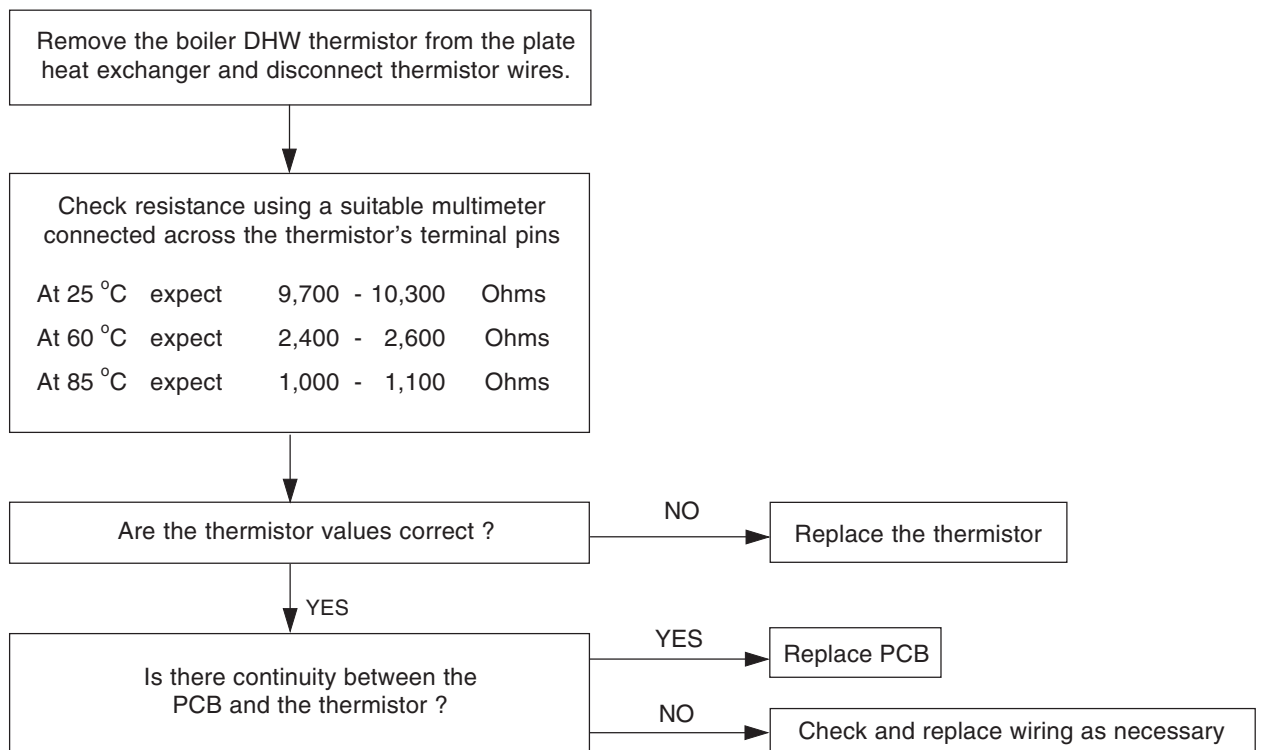 Remove the boiler DHW thermistor from the plate
heat exchanger and disconnect thermistor wires.
Check resistance using a suitable multimeter
connected across the thermistor's terminal pins
At 25 °C expect 9,700 - 10,300 Ohms
At 60 °C expect 2,400 - 2,600 Ohms
At 85 °C expect 1,000 - 1,100 Ohms
Are the thermistor values correct ?
NO
Replace the thermistor
YES
Is there continuity between the
PCB and the thermistor ?
YES
Replace PCB
NO
Check and replace wiring as necessary